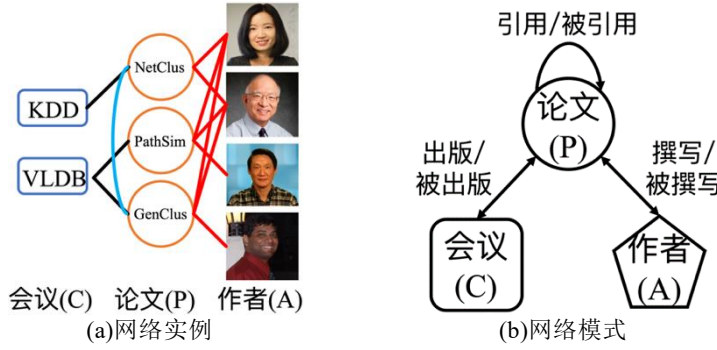 KDD
VLDB
NetClus
PathSim
GenClus
会议(C) 论文(P) 作者(A)
(a)网络实例
引用/被引用
论文
(P)
出版/
被出版
撰写/
被撰写
会议
(C)
作者
(A)
(b)网络模式